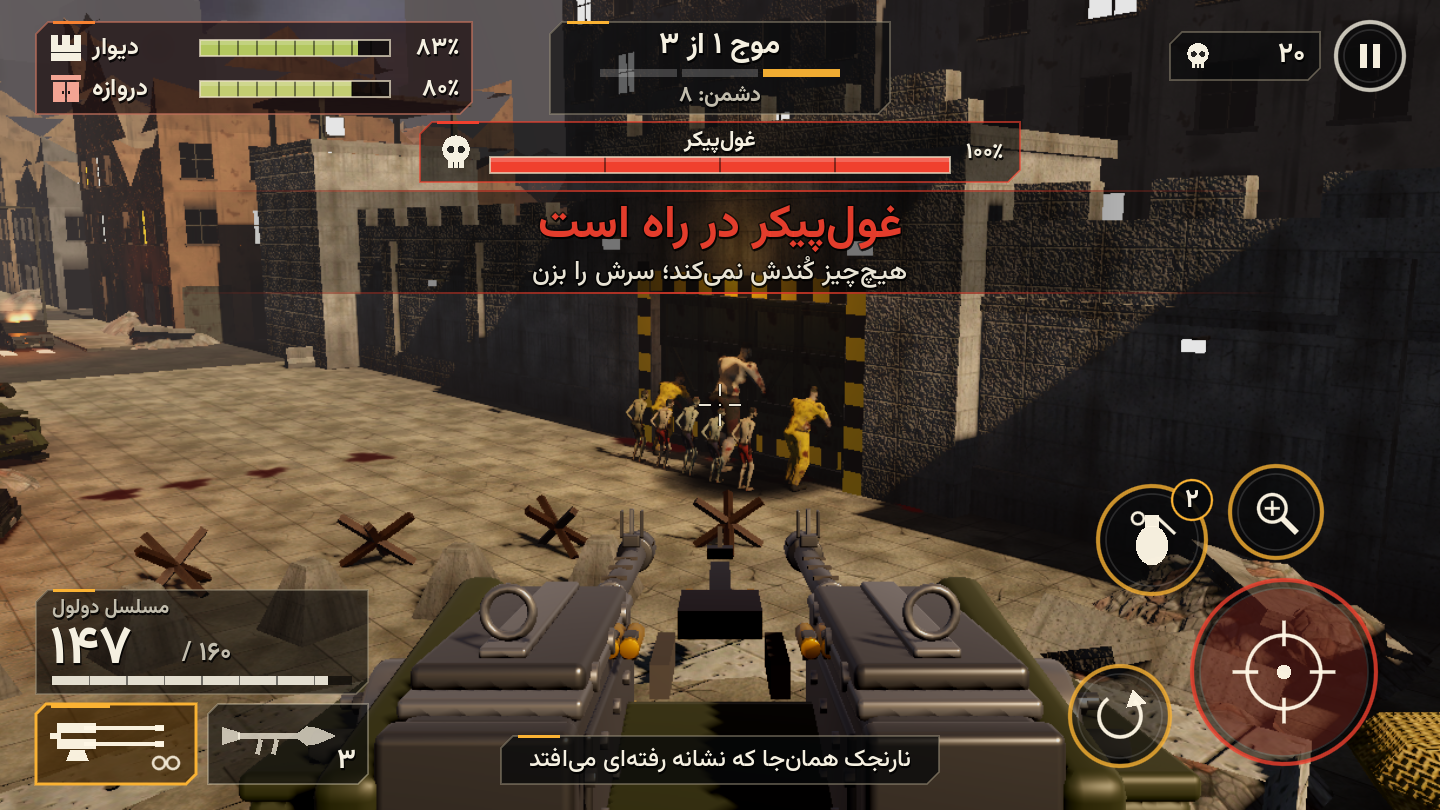 دیوار ۸۳٪
دروازه ۸۰٪
موج ۱ از ۳
دشمن: ۸
۲۰
غول‌پیکر
۱۰۰٪
غول‌پیکر در راه است
هیچ‌چیز کُندش نمی‌کند؛ سرش را بزن
۲
مسلسل دولول
۱۴۷ / ۱۶۰
∞
۳
نارنجک همان‌جا که نشانه رفته‌ای می‌افتد